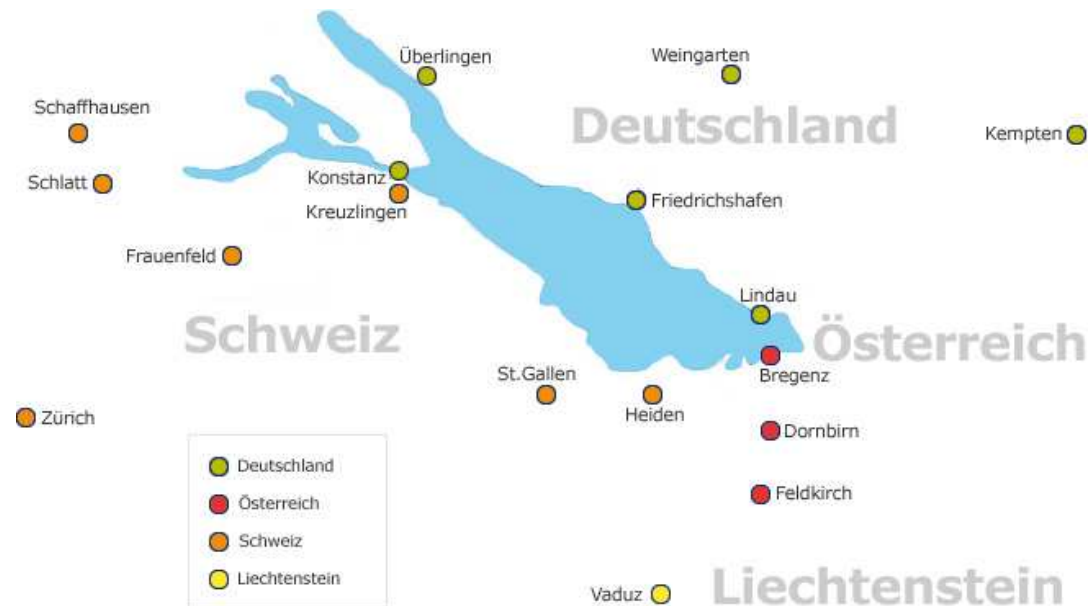 Überlingen
Weingarten
Schaffhausen
Deutschland
Kempten
Konstanz
Schlatt
Kreuzlingen
Friedrichshafen
Frauenfeld
Lindau
Schweiz
Österreich
St.Gallen
Bregenz
Heiden
Zürich
Dornbirn
Deutschland
Feldkirch
Österreich
Schweiz
Liechtenstein
Vaduz
Liechtenstein